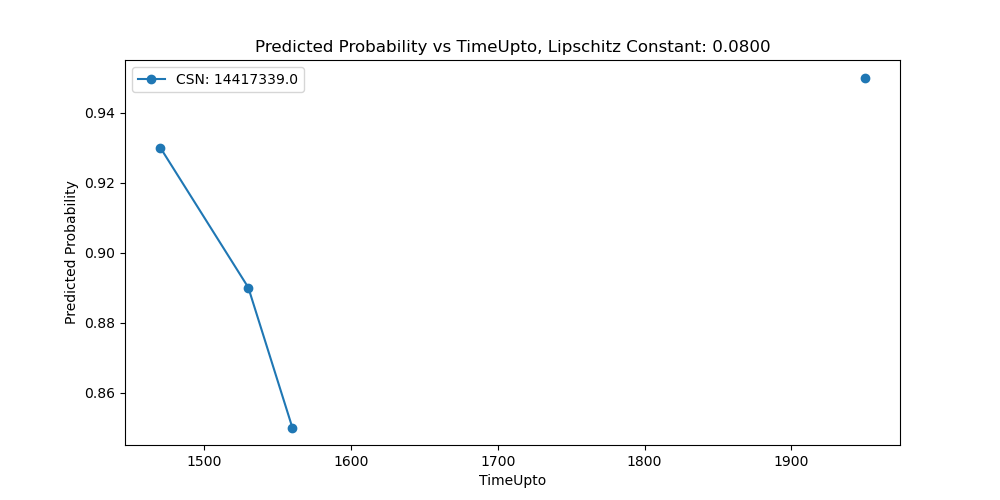 Predicted Probability vs TimeUpto, Lipschitz Constant: 0.0800
CSN: 14417339.0
0.94
0.92
0.90
0.88
0.86
Predicted Probability
1500
1600
1700
1800
1900
TimeUpto